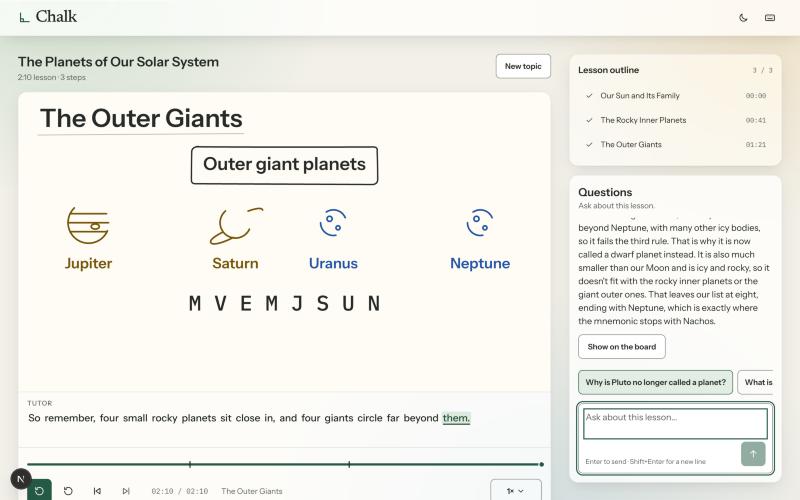 Chalk
The Planets of Our Solar System
2:10 lesson · 3 steps
New topic
The Outer Giants
Outer giant planets
Jupiter
Saturn
Uranus
Neptune
M V E M J S U N
TUTOR
So remember, four small rocky planets sit close in, and four giants circle far beyond them.
N
02:10 / 02:10
The Outer Giants
1×
Lesson outline
3 / 3
Our Sun and Its Family
00:00
The Rocky Inner Planets
00:41
The Outer Giants
01:21
Questions
Ask about this lesson.
beyond Neptune, with many other icy bodies,
so it fails the third rule. That is why it is now
called a dwarf planet instead. It is also much
smaller than our Moon and is icy and rocky, so it
doesn't fit with the rocky inner planets or the
giant outer ones. That leaves our list at eight,
ending with Neptune, which is exactly where
the mnemonic stops with Nachos.
Show on the board
Why is Pluto no longer called a planet?
What is
Ask about this lesson...
Enter to send · Shift+Enter for a new line